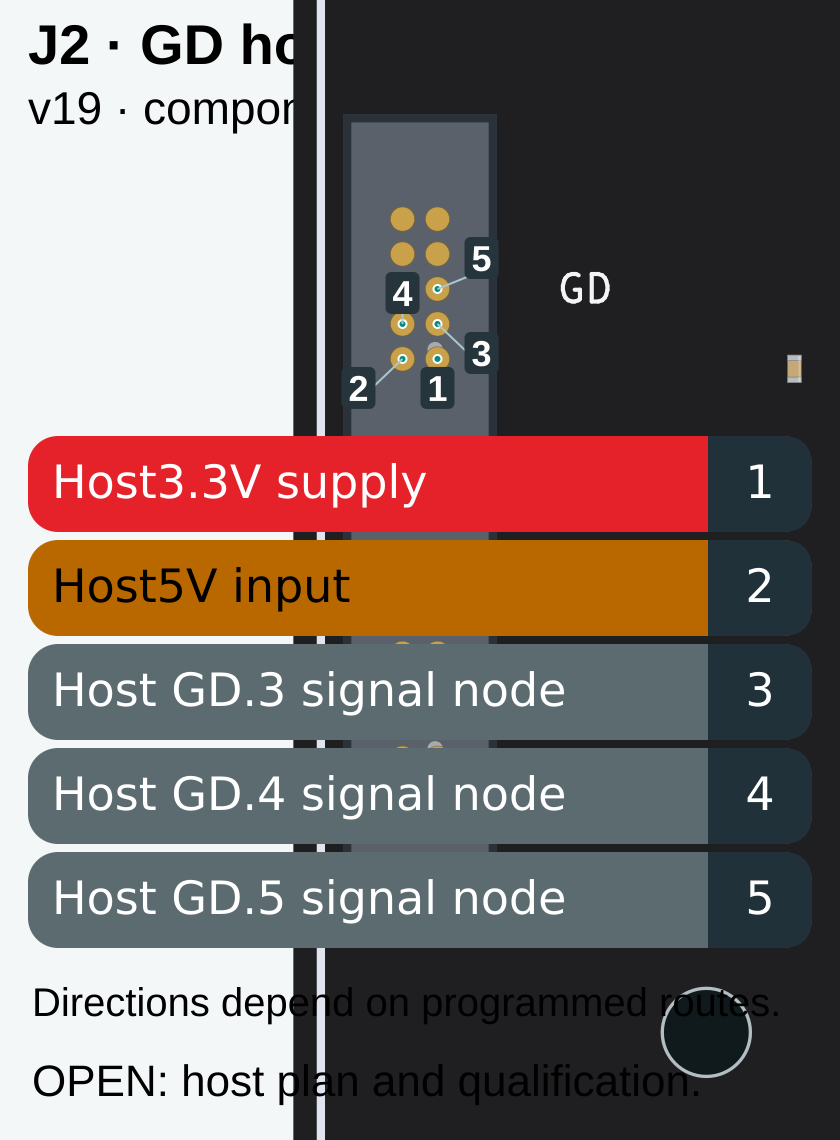 J2 · GD
v19 ·
5
GD
4
3
2
1
Host3.3V supply 1
Host5V input 2
Host GD.3 signal node 3
Host GD.4 signal node 4
Host GD.5 signal node 5
Directions depend on programmed routes.
OPEN: host plan and qualification.